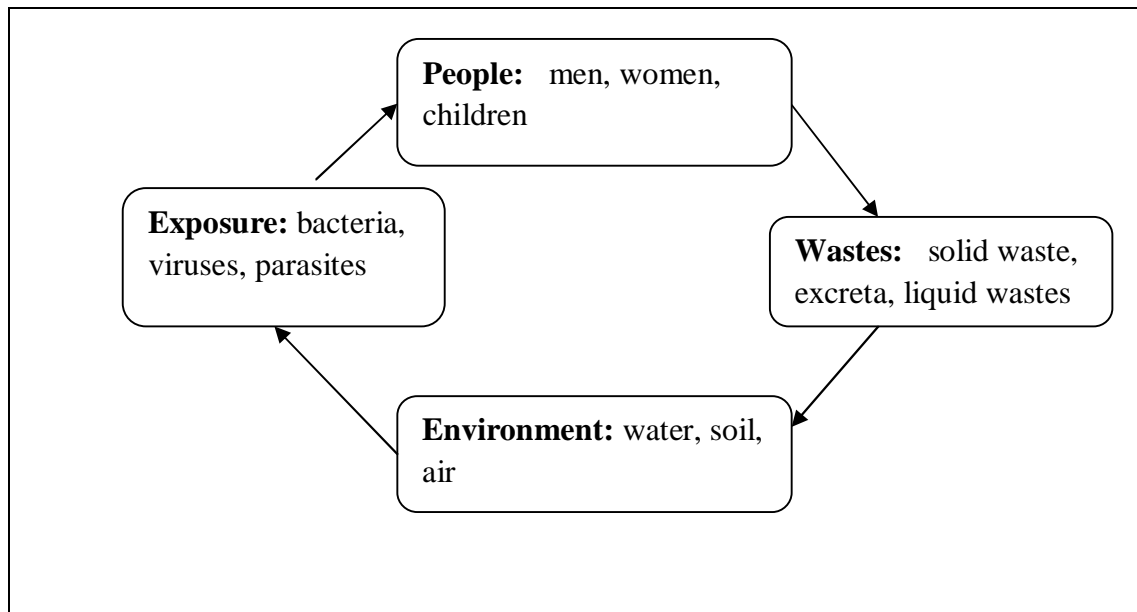 People: men, women,
children
Exposure: bacteria,
viruses, parasites
Wastes: solid waste,
excreta, liquid wastes
Environment: water, soil,
air